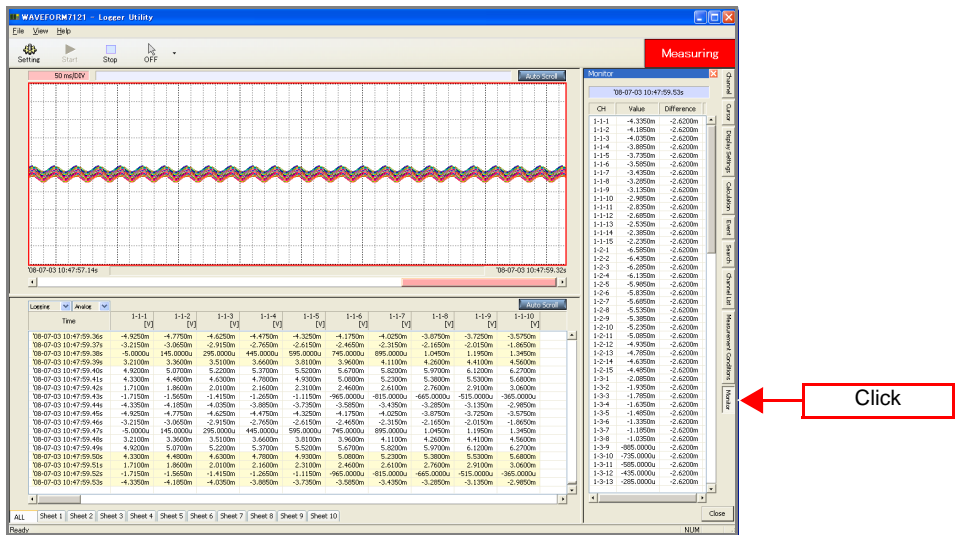 WAVEFORM7121 - Logger Utility
File View Help
Setting Start Stop OFF
Measuring
50 ms/DIV
Auto Scroll
'08-07-03 10:47:57.14s '08-07-03 10:47:59.32s
Logging Analog
Auto Scroll
Time 1-1-1 [V] 1-1-2 [V] 1-1-3 [V] 1-1-4 [V] 1-1-5 [V] 1-1-6 [V] 1-1-7 [V] 1-1-8 [V] 1-1-9 [V] 1-1-10 [V]
'08-07-03 10:47:59.36s -4.9250m -4.7750m -4.6250m -4.4750m -4.3250m -4.1750m -4.0250m -3.8750m -3.7250m -3.5750m
'08-07-03 10:47:59.37s -3.2150m -3.0650m -2.9150m -2.7650m -2.6150m -2.4650m -2.3150m -2.1650m -2.0150m -1.8650m
'08-07-03 10:47:59.38s -5.0000u 145.0000u 295.0000u 445.0000u 595.0000u 745.0000u 895.0000u 1.0450m 1.1950m 1.3450m
'08-07-03 10:47:59.39s 3.2100m 3.3600m 3.5100m 3.6600m 3.8100m 3.9600m 4.1100m 4.2600m 4.4100m 4.5600m
'08-07-03 10:47:59.40s 4.9200m 5.0700m 5.2200m 5.3700m 5.5200m 5.6700m 5.8200m 5.9700m 6.1200m 6.2700m
'08-07-03 10:47:59.41s 4.3300m 4.4800m 4.6300m 4.7800m 4.9300m 5.0800m 5.2300m 5.3800m 5.5300m 5.6800m
'08-07-03 10:47:59.42s 1.7100m 1.8600m 2.0100m 2.1600m 2.3100m 2.4600m 2.6100m 2.7600m 2.9100m 3.0600m
'08-07-03 10:47:59.43s -1.7150m -1.5650m -1.4150m -1.2650m -1.1150m -965.0000u -815.0000u -665.0000u -515.0000u -365.0000u
'08-07-03 10:47:59.44s -4.3350m -4.1850m -4.0350m -3.8850m -3.7350m -3.5850m -3.4350m -3.2850m -3.1350m -2.9850m
'08-07-03 10:47:59.45s -4.9250m -4.7750m -4.6250m -4.4750m -4.3250m -4.1750m -4.0250m -3.8750m -3.7250m -3.5750m
'08-07-03 10:47:59.46s -3.2150m -3.0650m -2.9150m -2.7650m -2.6150m -2.4650m -2.3150m -2.1650m -2.0150m -1.8650m
'08-07-03 10:47:59.47s -5.0000u 145.0000u 295.0000u 445.0000u 595.0000u 745.0000u 895.0000u 1.0450m 1.1950m 1.3450m
'08-07-03 10:47:59.48s 3.2100m 3.3600m 3.5100m 3.6600m 3.8100m 3.9600m 4.1100m 4.2600m 4.4100m 4.5600m
'08-07-03 10:47:59.49s 4.9200m 5.0700m 5.2200m 5.3700m 5.5200m 5.6700m 5.8200m 5.9700m 6.1200m 6.2700m
'08-07-03 10:47:59.50s 4.3300m 4.4800m 4.6300m 4.7800m 4.9300m 5.0800m 5.2300m 5.3800m 5.5300m 5.6800m
'08-07-03 10:47:59.51s 1.7100m 1.8600m 2.0100m 2.1600m 2.3100m 2.4600m 2.6100m 2.7600m 2.9100m 3.0600m
'08-07-03 10:47:59.52s -1.7150m -1.5650m -1.4150m -1.2650m -1.1150m -965.0000u -815.0000u -665.0000u -515.0000u -365.0000u
'08-07-03 10:47:59.53s -4.3350m -4.1850m -4.0350m -3.8850m -3.7350m -3.5850m -3.4350m -3.2850m -3.1350m -2.9850m
ALL Sheet 1 Sheet 2 Sheet 3 Sheet 4 Sheet 5 Sheet 6 Sheet 7 Sheet 8 Sheet 9 Sheet 10
Ready NUM
Monitor
'08-07-03 10:47:59.53s
CH Value Difference
1-1-1 -4.3350m -2.6200m
1-1-2 -4.1850m -2.6200m
1-1-3 -4.0350m -2.6200m
1-1-4 -3.8850m -2.6200m
1-1-5 -3.7350m -2.6200m
1-1-6 -3.5850m -2.6200m
1-1-7 -3.4350m -2.6200m
1-1-8 -3.2850m -2.6200m
1-1-9 -3.1350m -2.6200m
1-1-10 -2.9850m -2.6200m
1-1-11 -2.8350m -2.6200m
1-1-12 -2.6850m -2.6200m
1-1-13 -2.5350m -2.6200m
1-1-14 -2.3850m -2.6200m
1-1-15 -2.2350m -2.6200m
1-2-1 -6.5850m -2.6200m
1-2-2 -6.4350m -2.6200m
1-2-3 -6.2850m -2.6200m
1-2-4 -6.1350m -2.6200m
1-2-5 -5.9850m -2.6200m
1-2-6 -5.8350m -2.6200m
1-2-7 -5.6850m -2.6200m
1-2-8 -5.5350m -2.6200m
1-2-9 -5.3850m -2.6200m
1-2-10 -5.2350m -2.6200m
1-2-11 -5.0850m -2.6200m
1-2-12 -4.9350m -2.6200m
1-2-13 -4.7850m -2.6200m
1-2-14 -4.6350m -2.6200m
1-2-15 -4.4850m -2.6200m
1-3-1 -2.0850m -2.6200m
1-3-2 -1.9350m -2.6200m
1-3-3 -1.7850m -2.6200m
1-3-4 -1.6350m -2.6200m
1-3-5 -1.4850m -2.6200m
1-3-6 -1.3350m -2.6200m
1-3-7 -1.1850m -2.6200m
1-3-8 -1.0350m -2.6200m
1-3-9 -885.0000u -2.6200m
1-3-10 -735.0000u -2.6200m
1-3-11 -585.0000u -2.6200m
1-3-12 -435.0000u -2.6200m
1-3-13 -285.0000u -2.6200m
Close
Channel
Cursor
Display Settings
Calculation
Event
Search
Channel List
Measurement Conditions
Monitor
Click